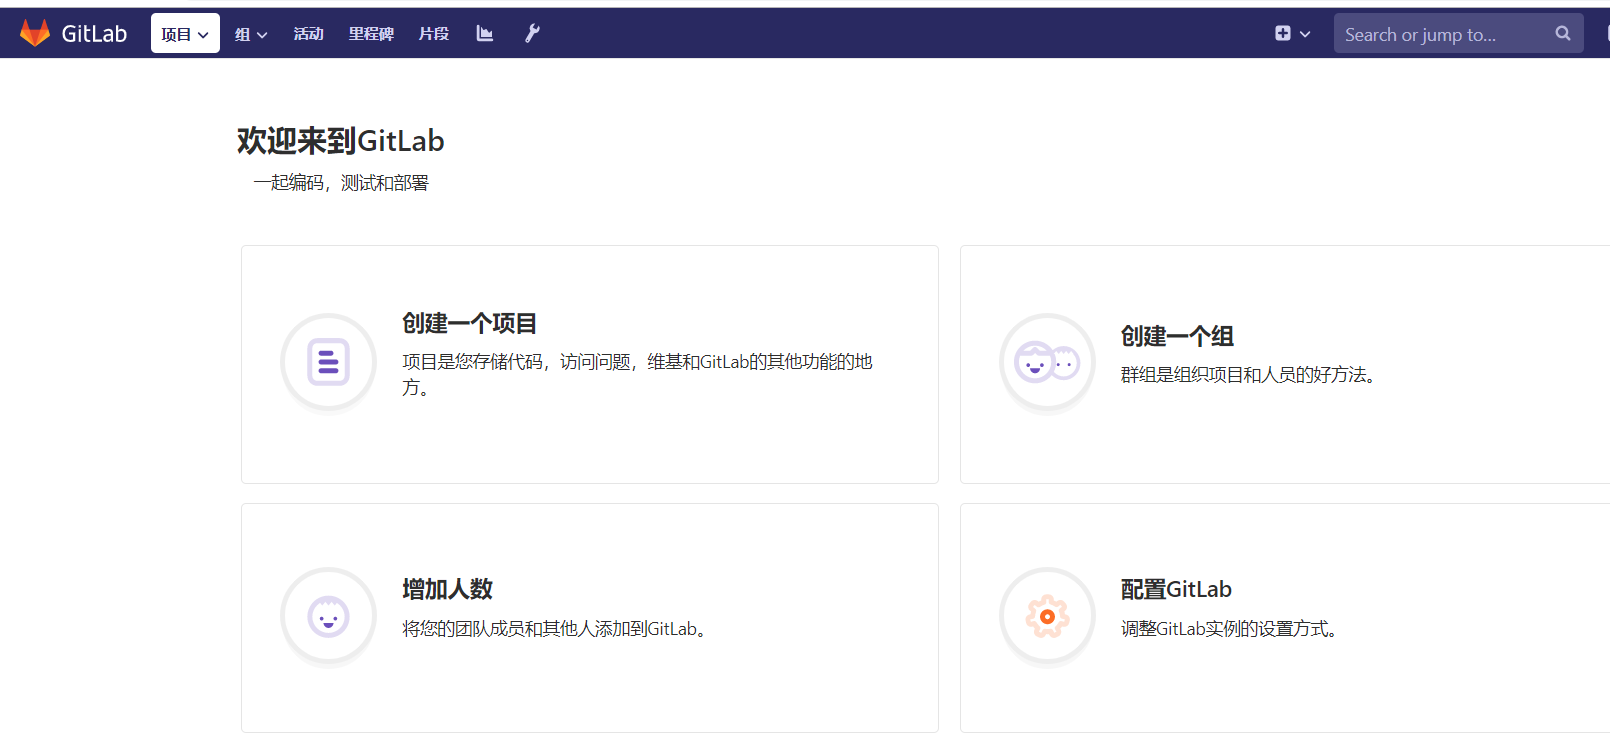 GitLab 项目 组 活动 里程碑 片段 Search or jump to...
欢迎来到GitLab
一起编码，测试和部署
创建一个项目
项目是您存储代码，访问问题，维基和GitLab的其他功能的地
方。
创建一个组
群组是组织项目和人员的好方法。
增加人数
将您的团队成员和其他人添加到GitLab。
配置GitLab
调整GitLab实例的设置方式。